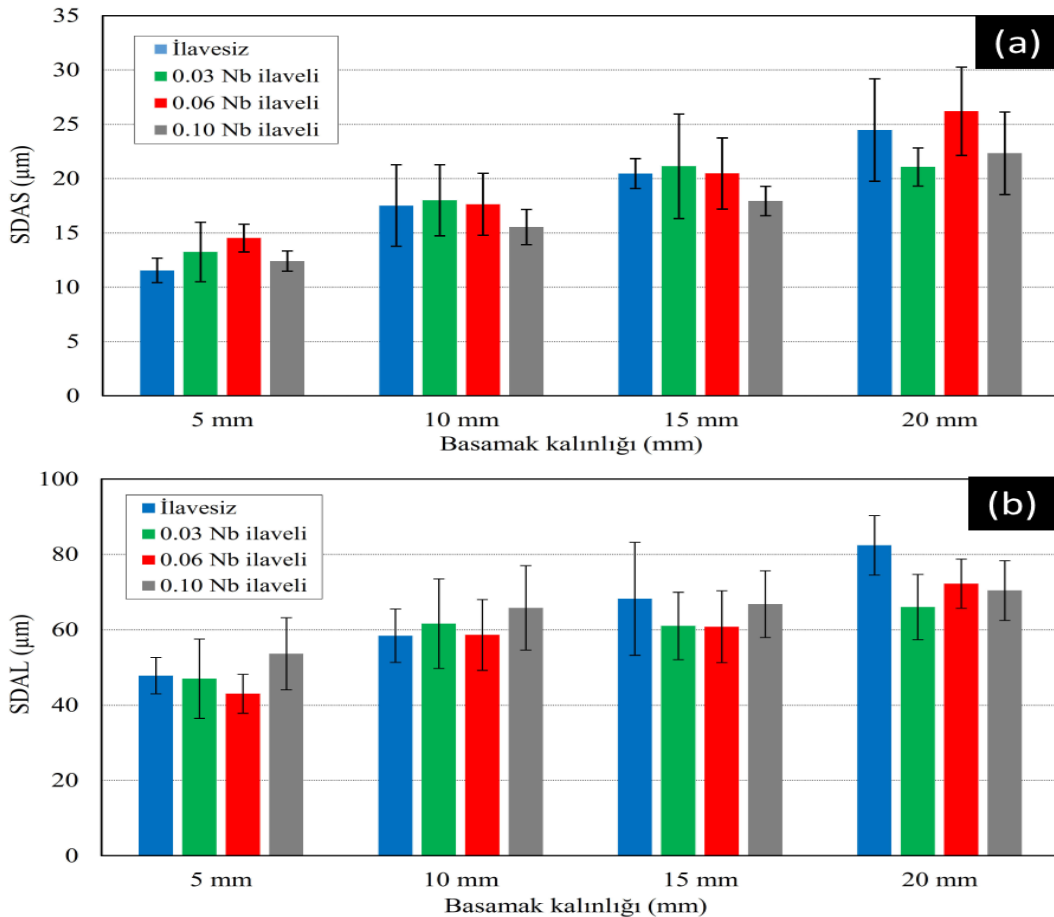 (a)
35
30
25
20
15
10
5
0
SDAS (µm)
İlavesiz
0.03 Nb ilaveli
0.06 Nb ilaveli
0.10 Nb ilaveli
5 mm 10 mm 15 mm 20 mm
Basamak kalınlığı (mm)
(b)
100
80
60
40
20
0
SDAL (µm)
İlavesiz
0.03 Nb ilaveli
0.06 Nb ilaveli
0.10 Nb ilaveli
5 mm 10 mm 15 mm 20 mm
Basamak kalınlığı (mm)